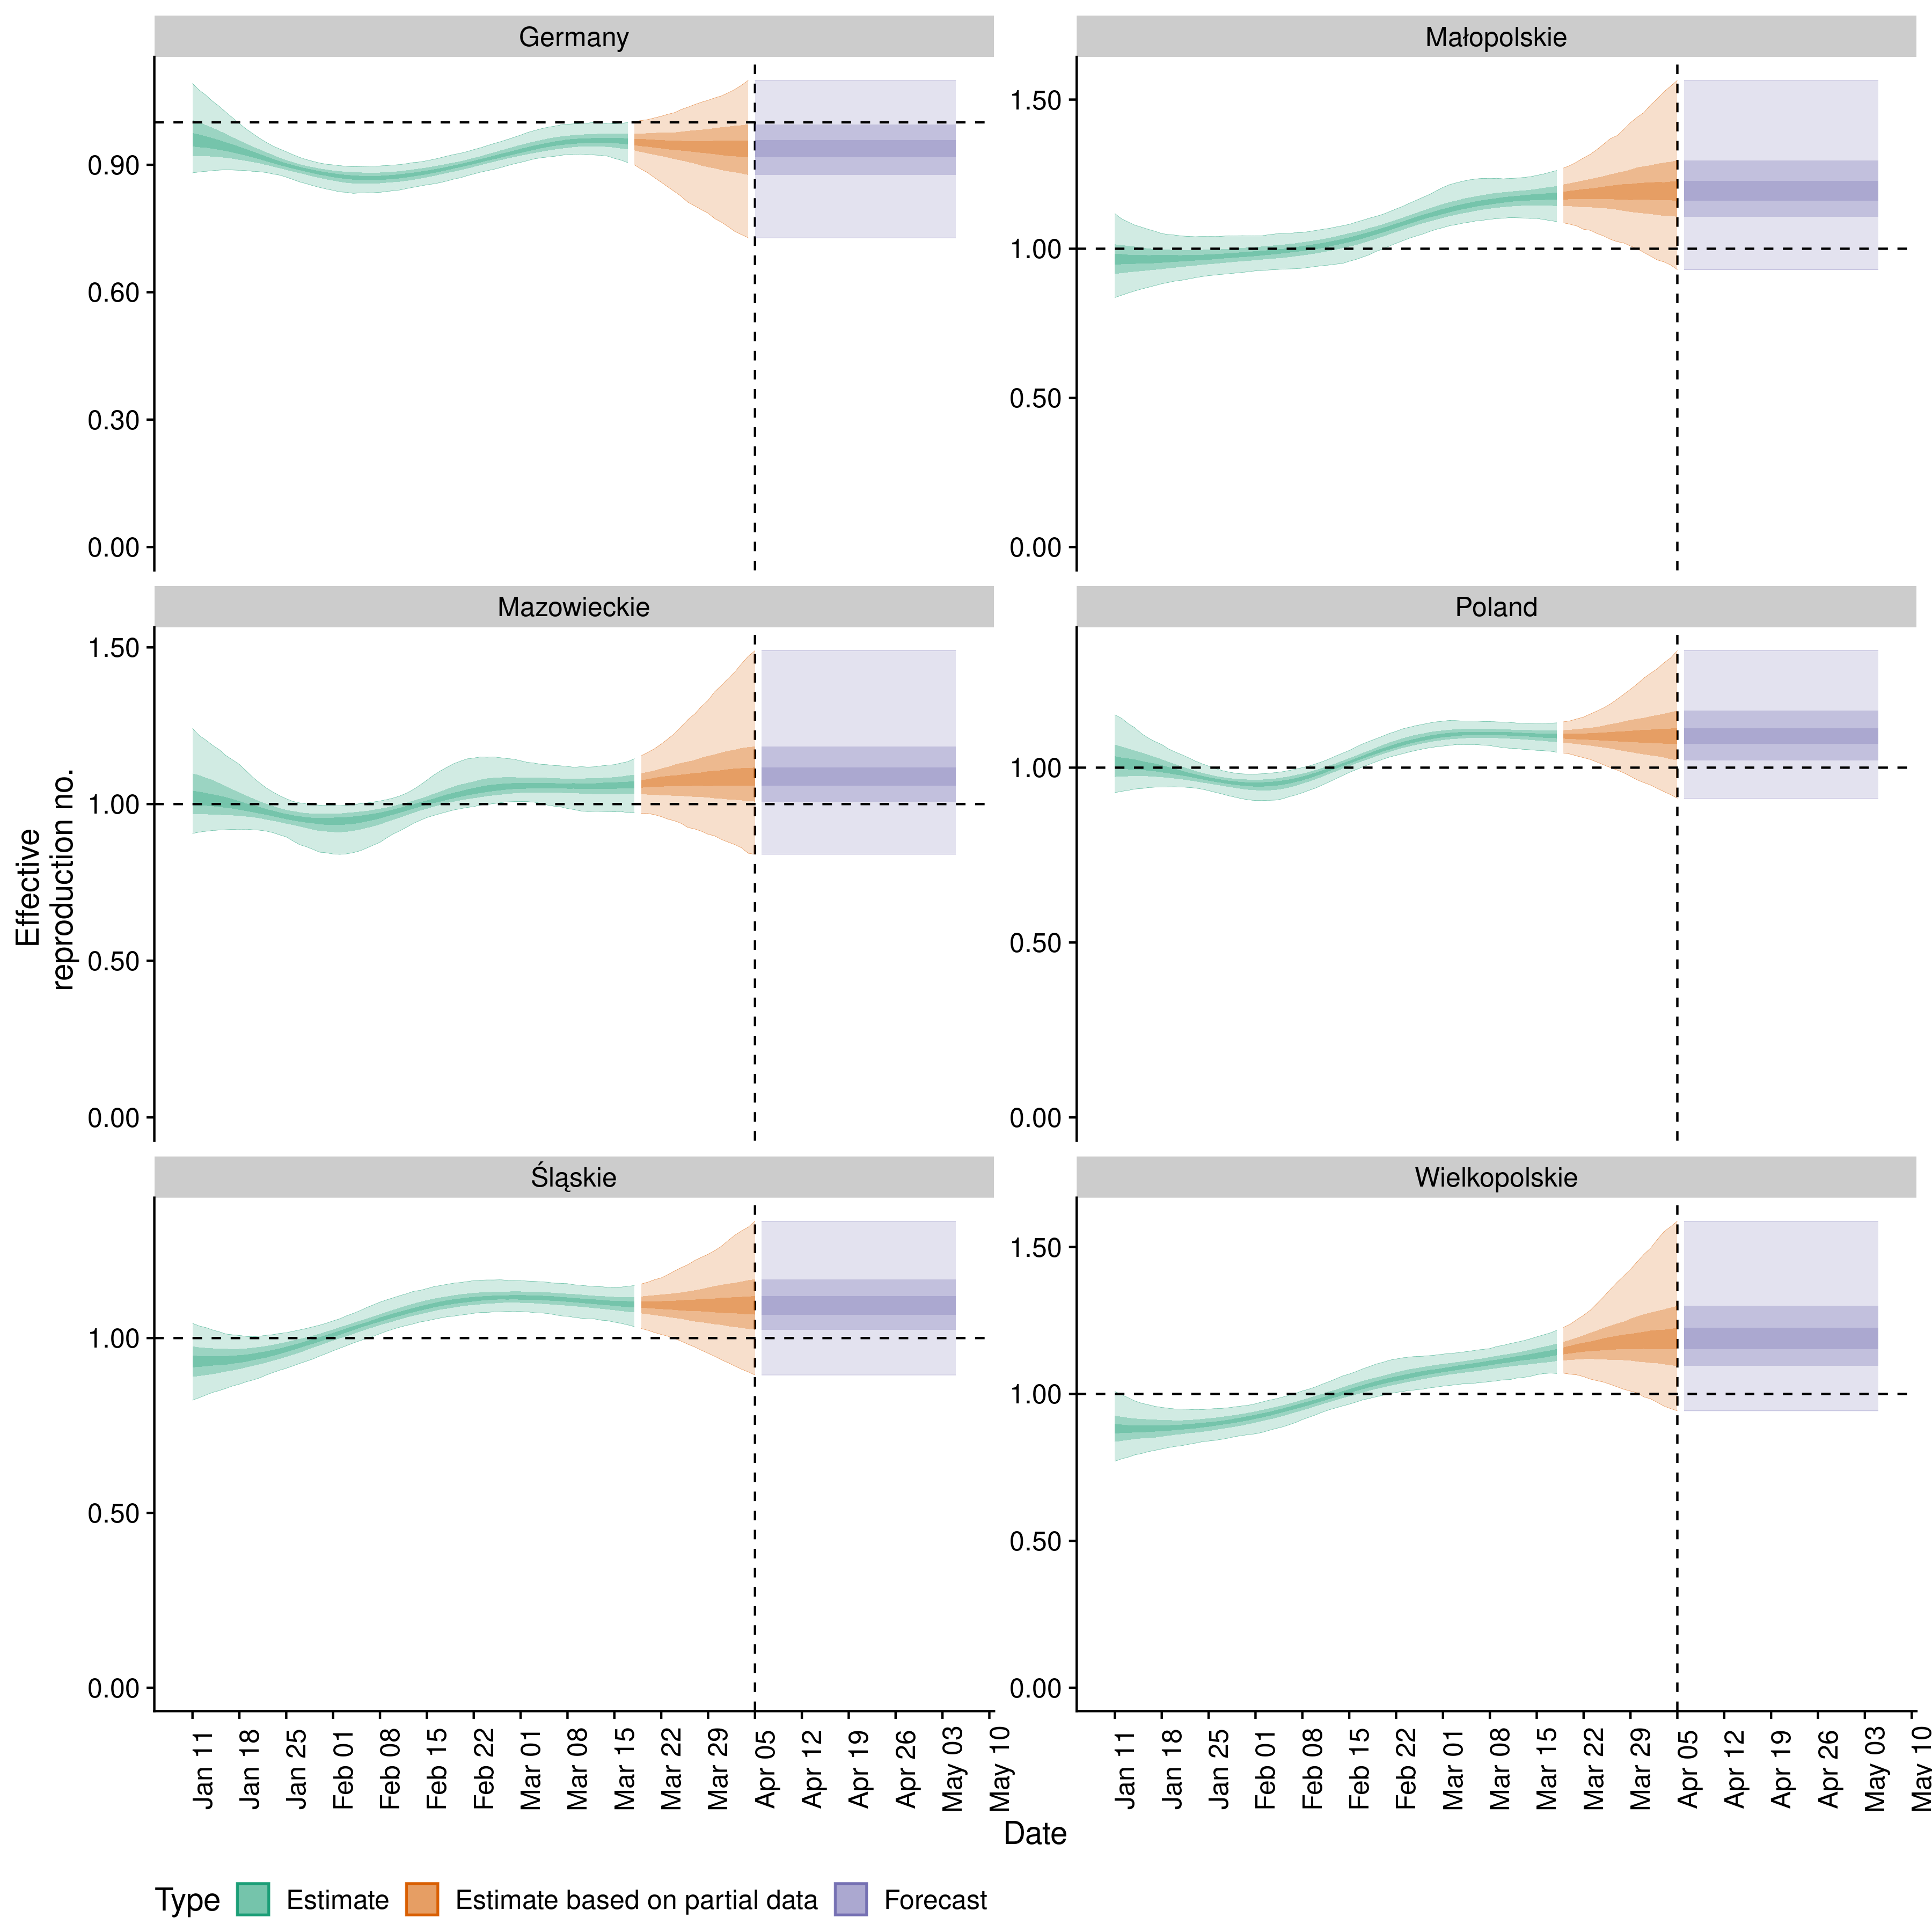 Germany
Małopolskie
0.90
0.60
0.30
0.00
1.50
1.00
0.50
0.00
Mazowieckie
Poland
1.50
1.00
0.50
0.00
1.00
0.50
0.00
Effective
reproduction no.
Śląskie
Wielkopolskie
1.00
0.50
0.00
1.50
1.00
0.50
0.00
Jan 11
Jan 18
Jan 25
Feb 01
Feb 08
Feb 15
Feb 22
Mar 01
Mar 08
Mar 15
Mar 22
Mar 29
Apr 05
Apr 12
Apr 19
Apr 26
May 03
May 10
Jan 11
Jan 18
Jan 25
Feb 01
Feb 08
Feb 15
Feb 22
Mar 01
Mar 08
Mar 15
Mar 22
Mar 29
Apr 05
Apr 12
Apr 19
Apr 26
May 03
May 10
Date
Type Estimate Estimate based on partial data Forecast